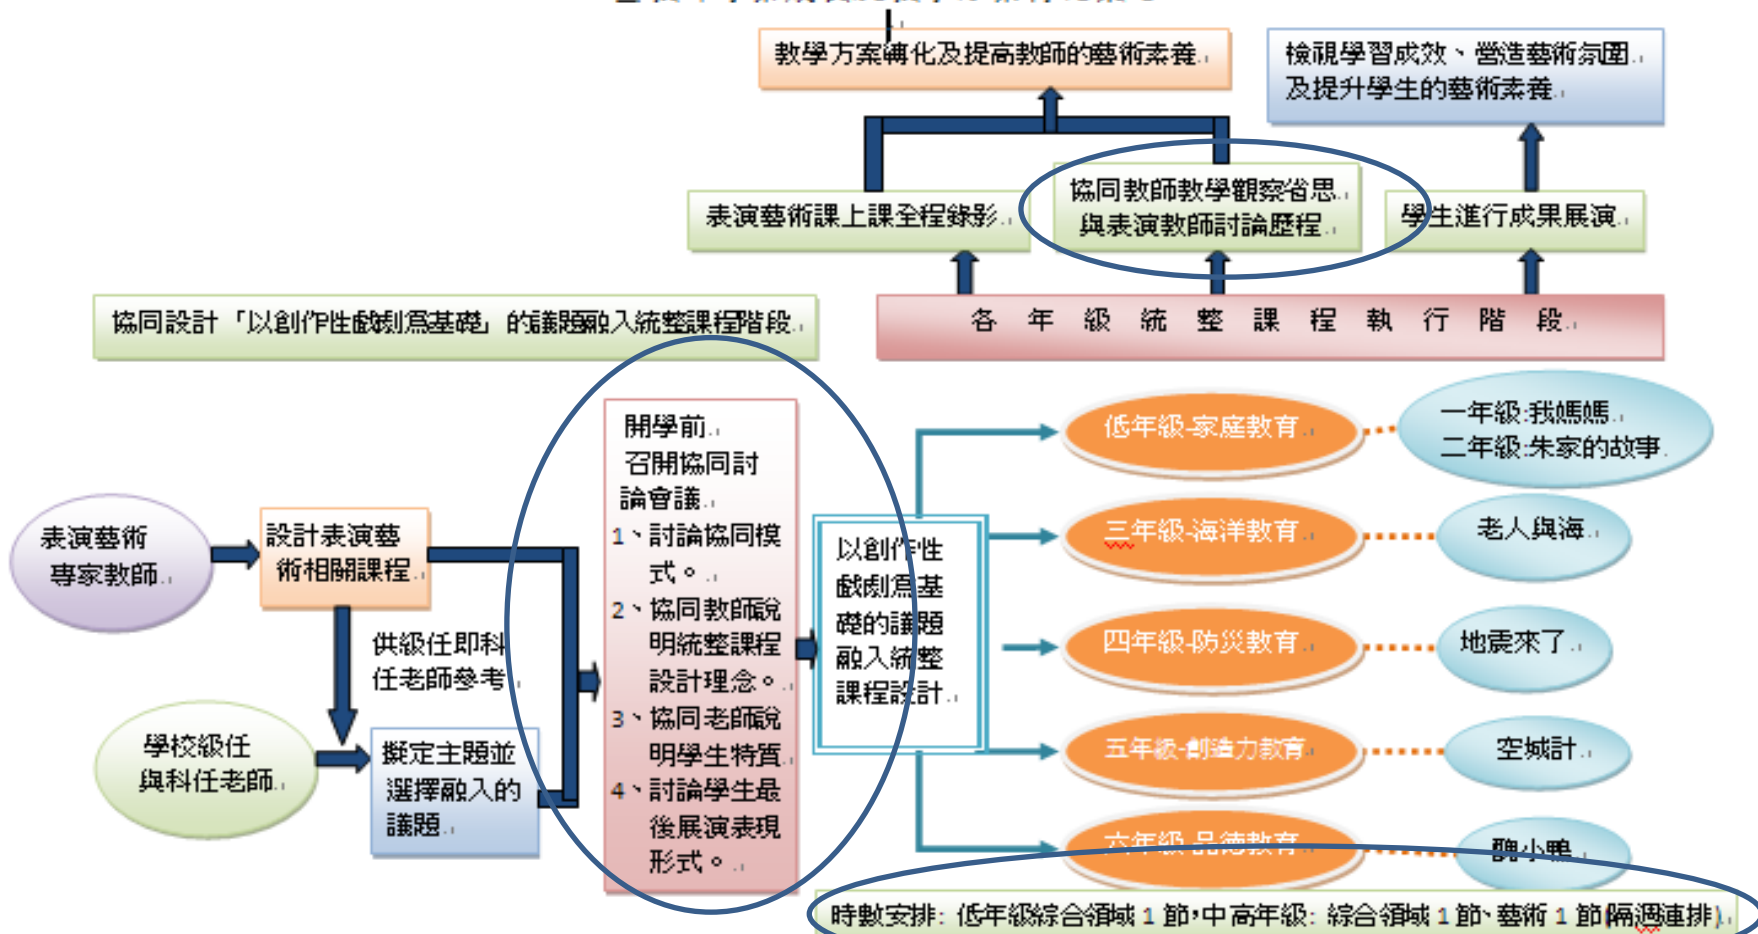 教學方案轉化及提高教師的藝術素養
檢視學習成效、營造藝術氛圍
及提升學生的藝術素養
表演藝術課上課全程錄影
協同教師教學觀察省思
與表演教師討論歷程
學生進行成果展演
協同設計「以創作性戲劇為基礎」的議題融入統整課程階段
各年級統整課程執行階段
表演藝術
專家教師
設計表演藝
術相關課程
供級任即科
任老師參考
學校級任
與科任老師
擬定主題並
選擇融入的
議題
開學前
召開協同討
論會議
1、討論協同模
式。
2、協同教師說
明統整課程
設計理念。
3、協同老師說
明學生特質
4、討論學生最
後展演表現
形式。
以創作性
戲劇為基
礎的議題
融入統整
課程設計
低年級-家庭教育
一年級:我媽媽
二年級:朱家的故事
三年級-海洋教育
老人與海
四年級-防災教育
地震來了
五年級-創造力教育
空城計
六年級-品德教育
醜小鴨
時數安排: 低年級綜合領域 1 節,中高年級: 綜合領域 1 節、藝術 1 節(隔週連排)